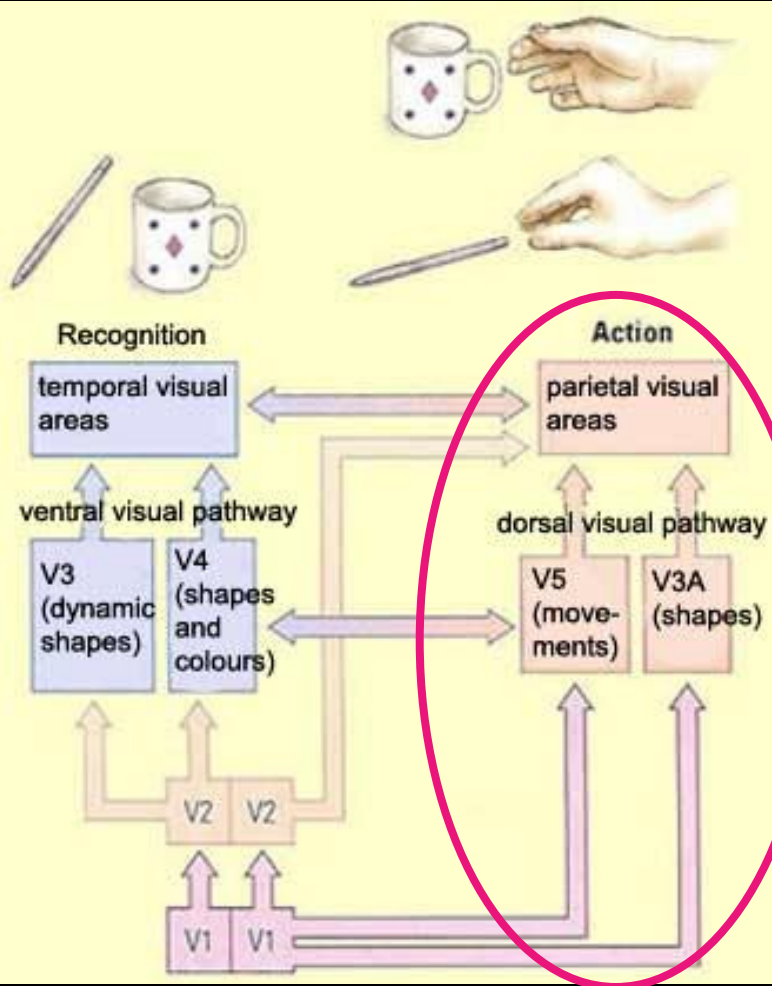 Recognition
Action
temporal visual
areas
parietal visual
areas
ventral visual pathway
dorsal visual pathway
V3
(dynamic
shapes)
V4
(shapes
and
colours)
V5
(move-
ments)
V3A
(shapes)
V2 V2
V1 V1